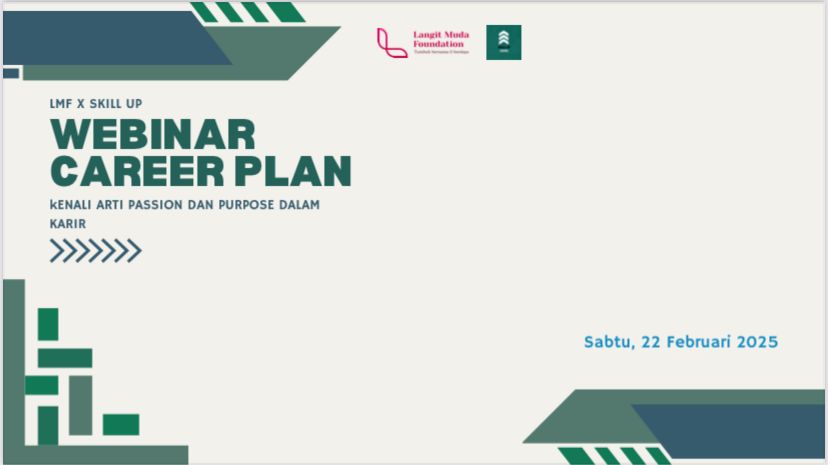 Langit Muda
Foundation
LMF X SKILL UP
WEBINAR
CAREER PLAN
kENALI ARTI PASSION DAN PURPOSE DALAM
KARIR
Sabtu, 22 Februari 2025